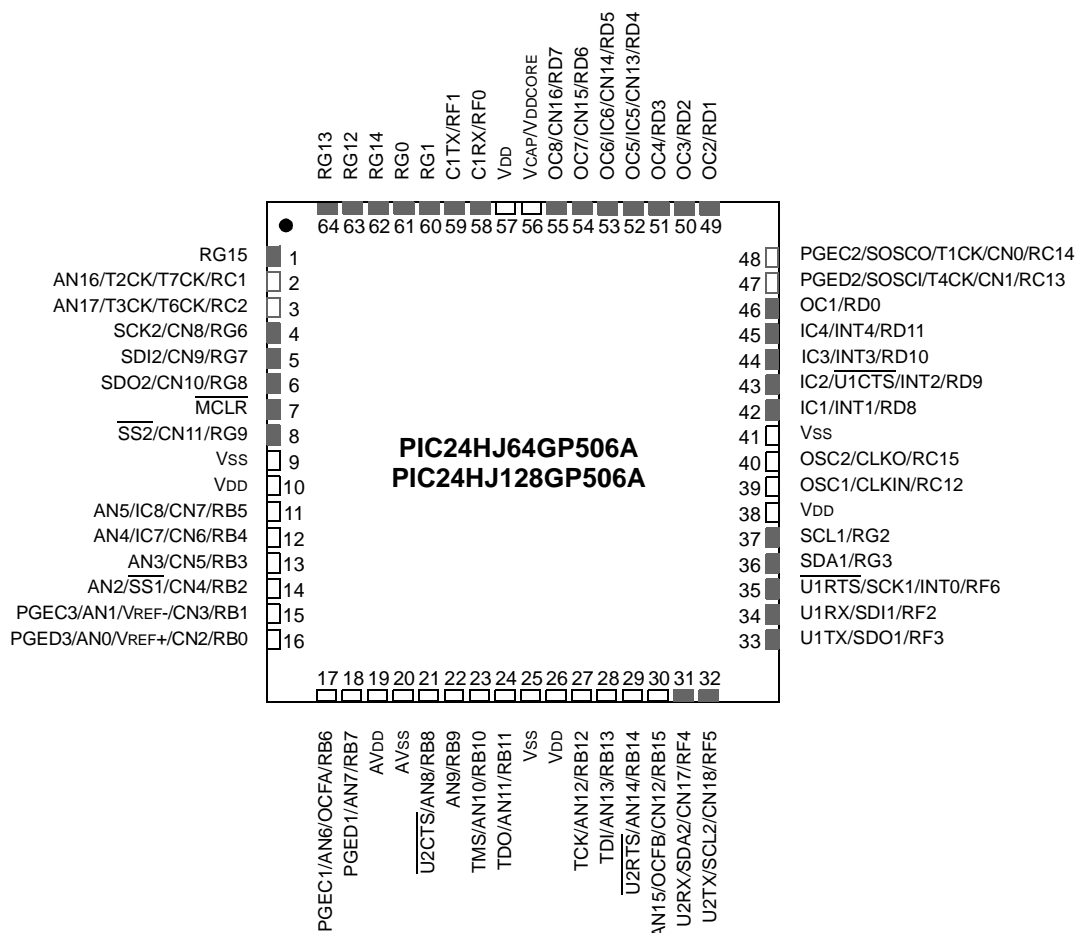 RG13
RG12
RG14
RG0
RG1
C1TX/RF1
C1RX/RF0
VDD
VCAP/VDDCORE
OC8/CN16/RD7
OC7/CN15/RD6
OC6/IC6/CN14/RD5
OC5/IC5/CN13/RD4
OC4/RD3
OC3/RD2
OC2/RD1
64 63 62 61 60 59 58 57 56 55 54 53 52 51 50 49
RG15 1
AN16/T2CK/T7CK/RC1 2
AN17/T3CK/T6CK/RC2 3
SCK2/CN8/RG6 4
SDI2/CN9/RG7 5
SDO2/CN10/RG8 6
MCLR 7
SS2/CN11/RG9 8
VSS 9
VDD 10
AN5/IC8/CN7/RB5 11
AN4/IC7/CN6/RB4 12
AN3/CN5/RB3 13
AN2/SS1/CN4/RB2 14
PGEC3/AN1/VREF-/CN3/RB1 15
PGED3/AN0/VREF+/CN2/RB0 16
PIC24HJ64GP506A
PIC24HJ128GP506A
48 PGEC2/SOSCO/T1CK/CN0/RC14
47 PGED2/SOSCI/T4CK/CN1/RC13
46 OC1/RD0
45 IC4/INT4/RD11
44 IC3/INT3/RD10
43 IC2/U1CTS/INT2/RD9
42 IC1/INT1/RD8
41 VSS
40 OSC2/CLKO/RC15
39 OSC1/CLKIN/RC12
38 VDD
37 SCL1/RG2
36 SDA1/RG3
35 U1RTS/SCK1/INT0/RF6
34 U1RX/SDI1/RF2
33 U1TX/SDO1/RF3
17 18 19 20 21 22 23 24 25 26 27 28 29 30 31 32
PGEC1/AN6/OCFA/RB6
PGED1/AN7/RB7
AVDD
AVSS
U2CTS/AN8/RB8
AN9/RB9
TMS/AN10/RB10
TDO/AN11/RB11
VSS
VDD
TCK/AN12/RB12
TDI/AN13/RB13
U2RTS/AN14/RB14
AN15/OCFB/CN12/RB15
U2RX/SDA2/CN17/RF4
U2TX/SCL2/CN18/RF5